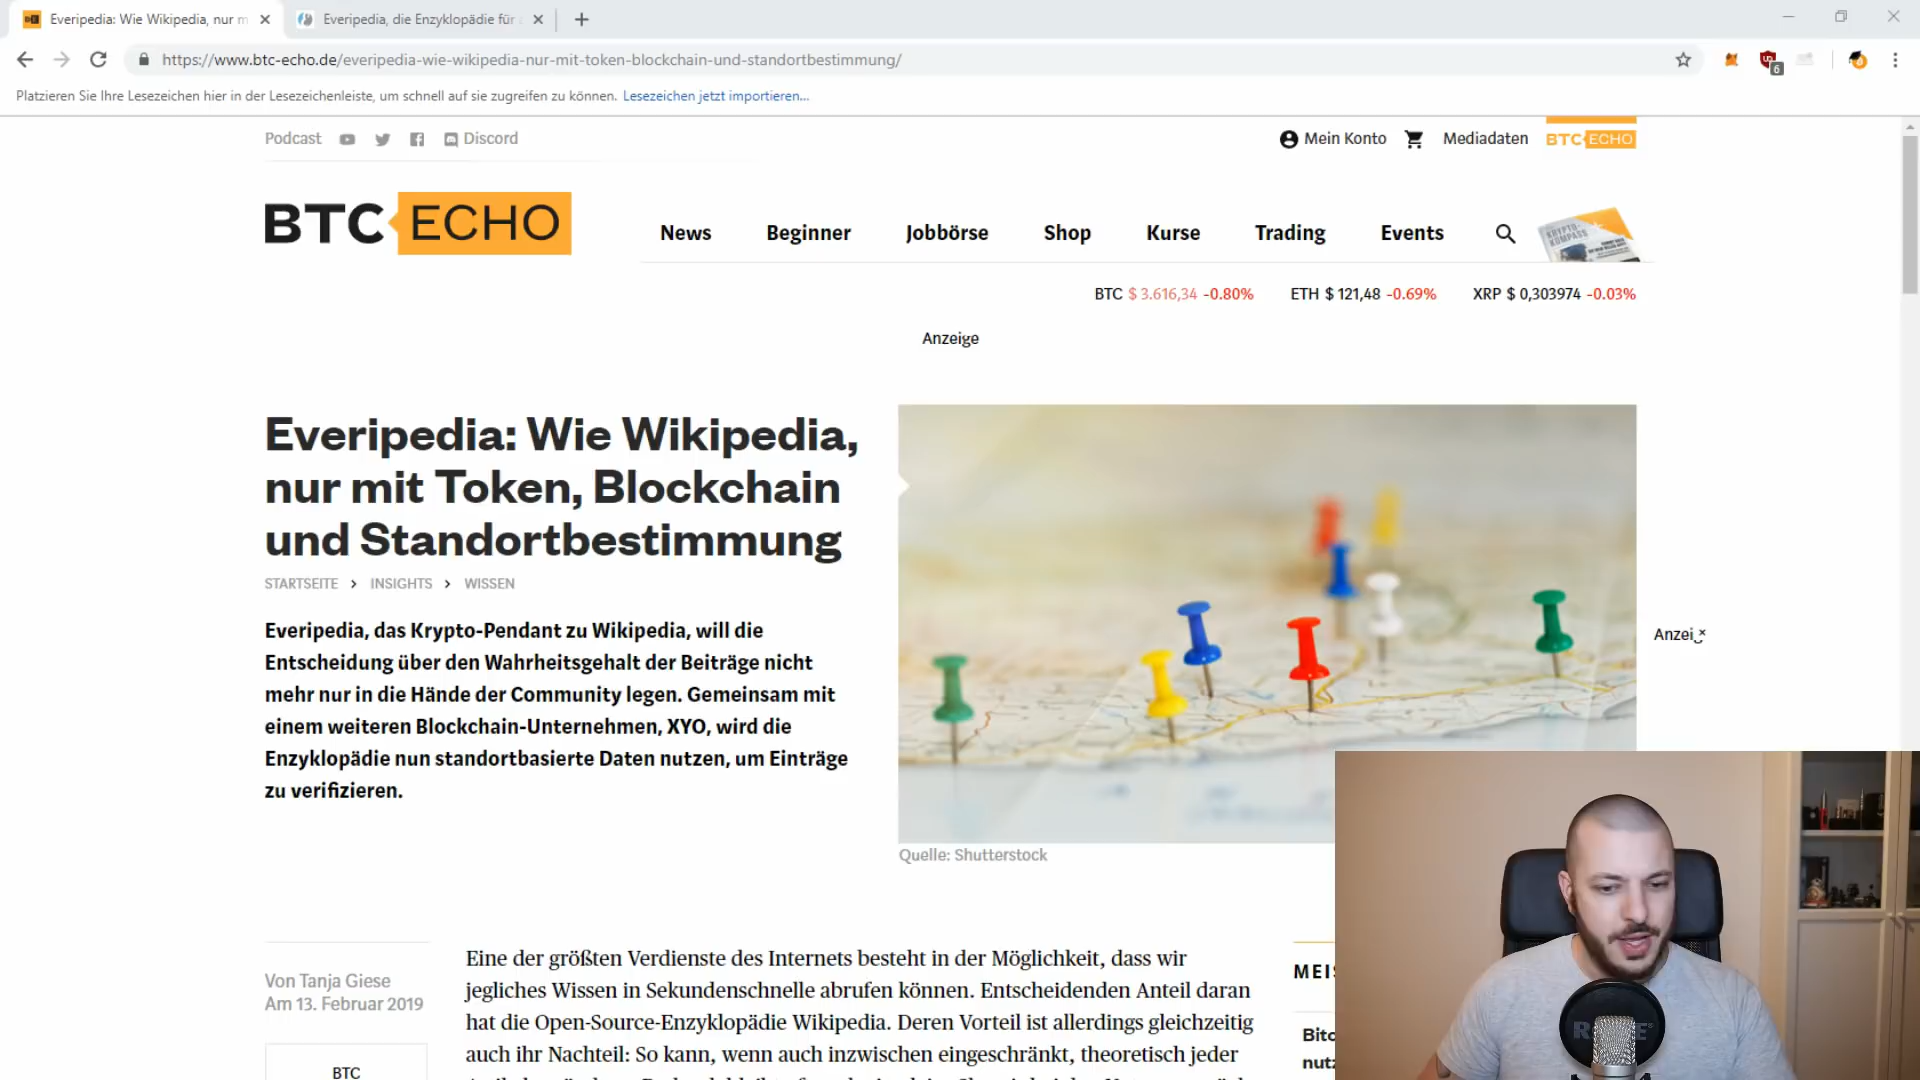 Everipedia: Wie Wikipedia, nur m
Everipedia, die Enzyklopädie für
https://www.btc-echo.de/everipedia-wie-wikipedia-nur-mit-token-blockchain-und-standortbestimmung/
6
Platzieren Sie Ihre Lesezeichen hier in der Lesezeichenleiste, um schnell auf sie zugreifen zu können. Lesezeichen jetzt importieren...
Podcast Discord Mein Konto Mediadaten BTC ECHO
BTC ECHO
News Beginner Jobbörse Shop Kurse Trading Events
KRYPTO-
KOMPASS
BTC $ 3.616,34 -0.80% ETH $ 121,48 -0.69% XRP $ 0,303974 -0.03%
Anzeige
Everipedia: Wie Wikipedia,
nur mit Token, Blockchain
und Standortbestimmung
STARTSEITE > INSIGHTS > WISSEN
Everipedia, das Krypto-Pendant zu Wikipedia, will die
Entscheidung über den Wahrheitsgehalt der Beiträge nicht
mehr nur in die Hände der Community legen. Gemeinsam mit
einem weiteren Blockchain-Unternehmen, XYO, wird die
Enzyklopädie nun standortbasierte Daten nutzen, um Einträge
zu verifizieren.
Anzei
Quelle: Shutterstock
Von Tanja Giese
Am 13. Februar 2019
BTC
Eine der größten Verdienste des Internets besteht in der Möglichkeit, dass wir
jegliches Wissen in Sekundenschnelle abrufen können. Entscheidenden Anteil daran
hat die Open-Source-Enzyklopädie Wikipedia. Deren Vorteil ist allerdings gleichzeitig
auch ihr Nachteil: So kann, wenn auch inzwischen eingeschränkt, theoretisch jeder
MEIS
Bitc
nutz